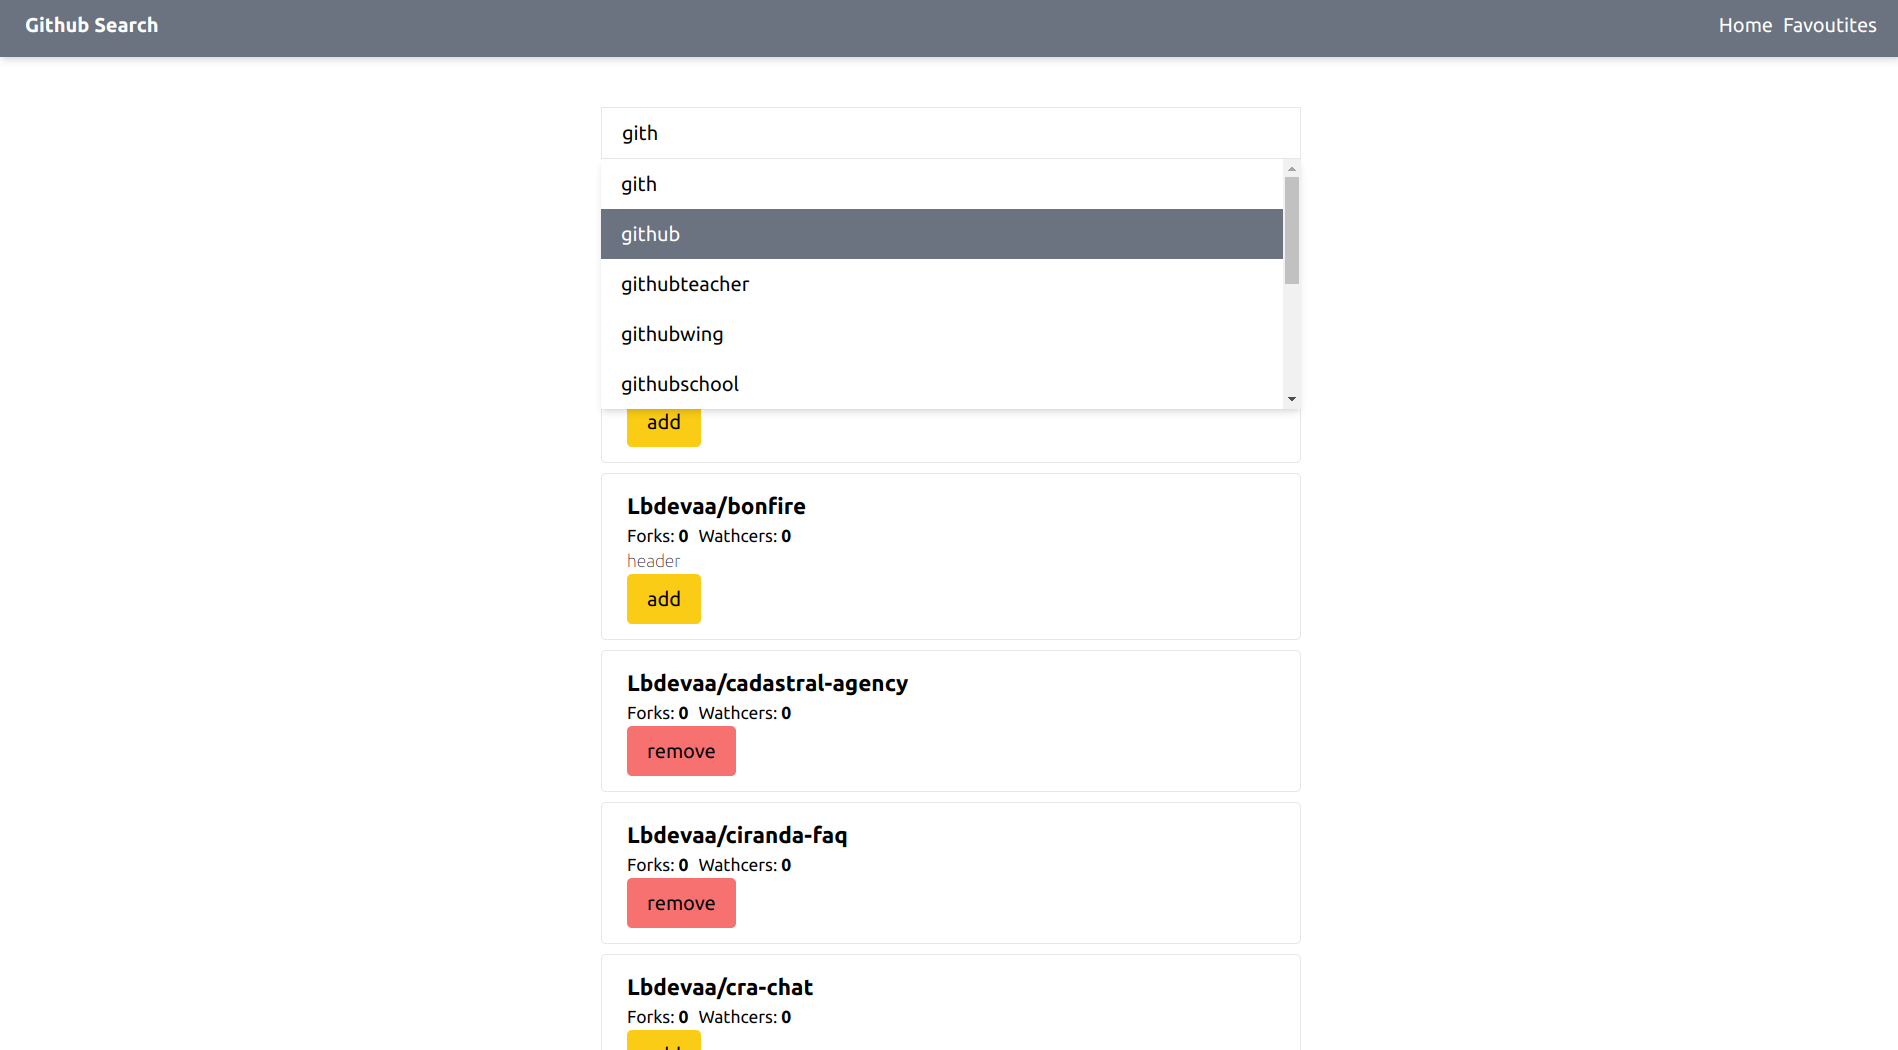 Github Search
Home Favoutites
gith
gith
github
githubteacher
githubwing
githubschool
add
Lbdevaa/bonfire
Forks: 0 Wathcers: 0
header
add
Lbdevaa/cadastral-agency
Forks: 0 Wathcers: 0
remove
Lbdevaa/ciranda-faq
Forks: 0 Wathcers: 0
remove
Lbdevaa/cra-chat
Forks: 0 Wathcers: 0